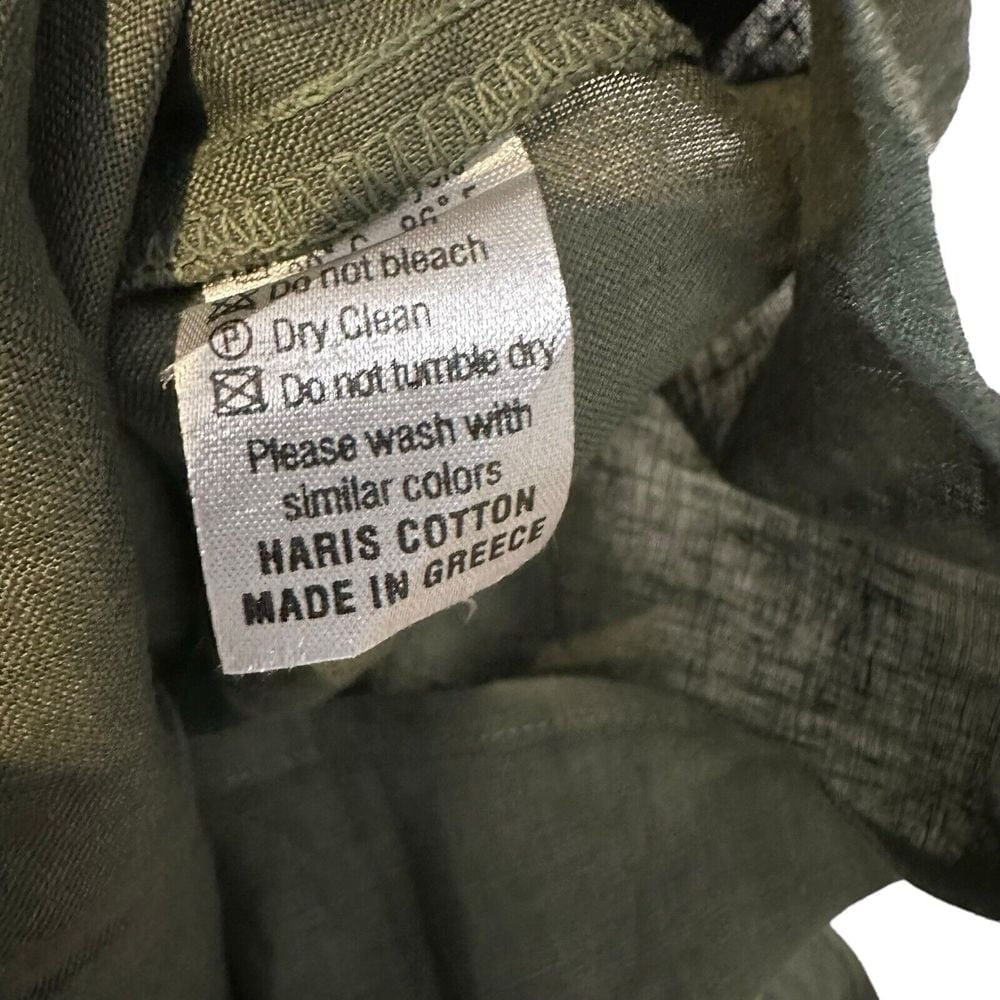 86° F
Do not bleach
P Dry Clean
Do not tumble dry
Please wash with
similar colors
HARIS COTTON
MADE IN GREECE